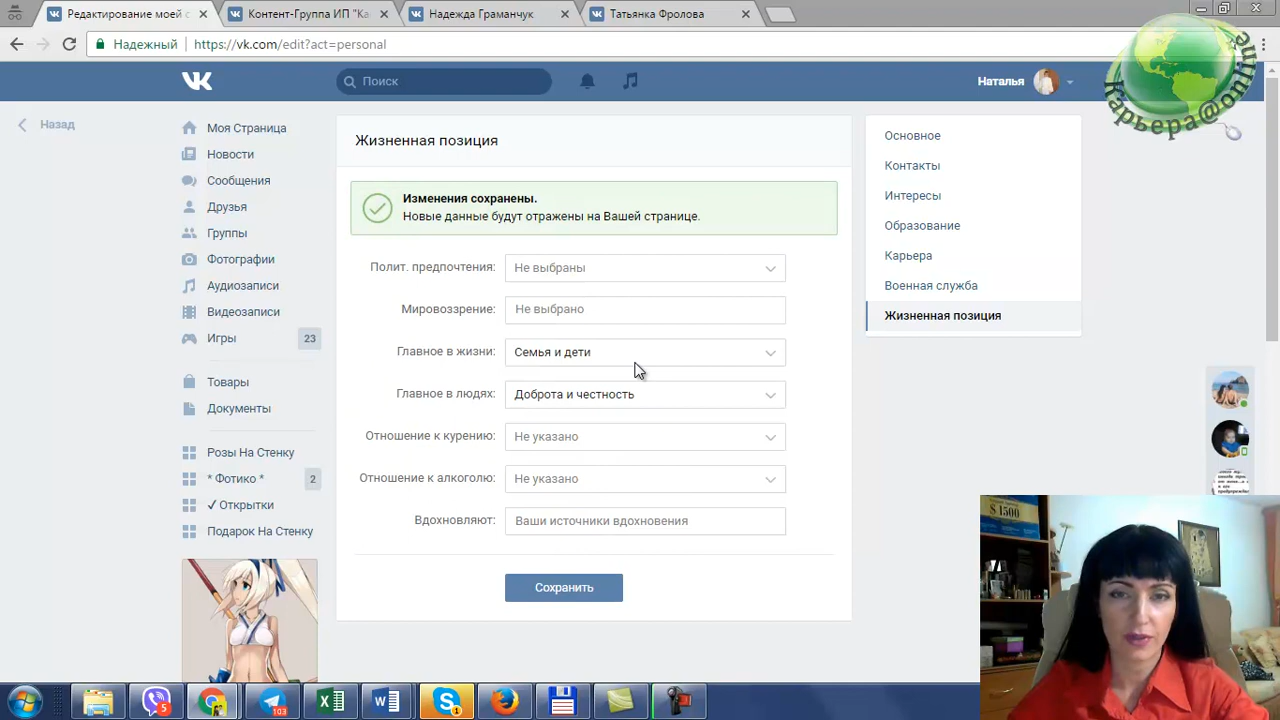 Редактирование моей с
Контент-Группа ИП "Ка
Надежда Граманчук
Татьянка Фролова
Надежный
https://vk.com/edit?act=personal
Карьера@online
Поиск
Наталья
Назад
Моя Страница
Новости
Сообщения
Друзья
Группы
Фотографии
Аудиозаписи
Видеозаписи
Игры 23
Товары
Документы
Розы На Стенку
* Фотико * 2
✓ Открытки
Подарок На Стенку
Жизненная позиция
Изменения сохранены.
Новые данные будут отражены на Вашей странице.
Полит. предпочтения: Не выбраны
Мировоззрение: Не выбрано
Главное в жизни: Семья и дети
Главное в людях: Доброта и честность
Отношение к курению: Не указано
Отношение к алкоголю: Не указано
Вдохновляют: Ваши источники вдохновения
Сохранить
Основное
Контакты
Интересы
Образование
Карьера
Военная служба
Жизненная позиция
$ 1500
5
103
1